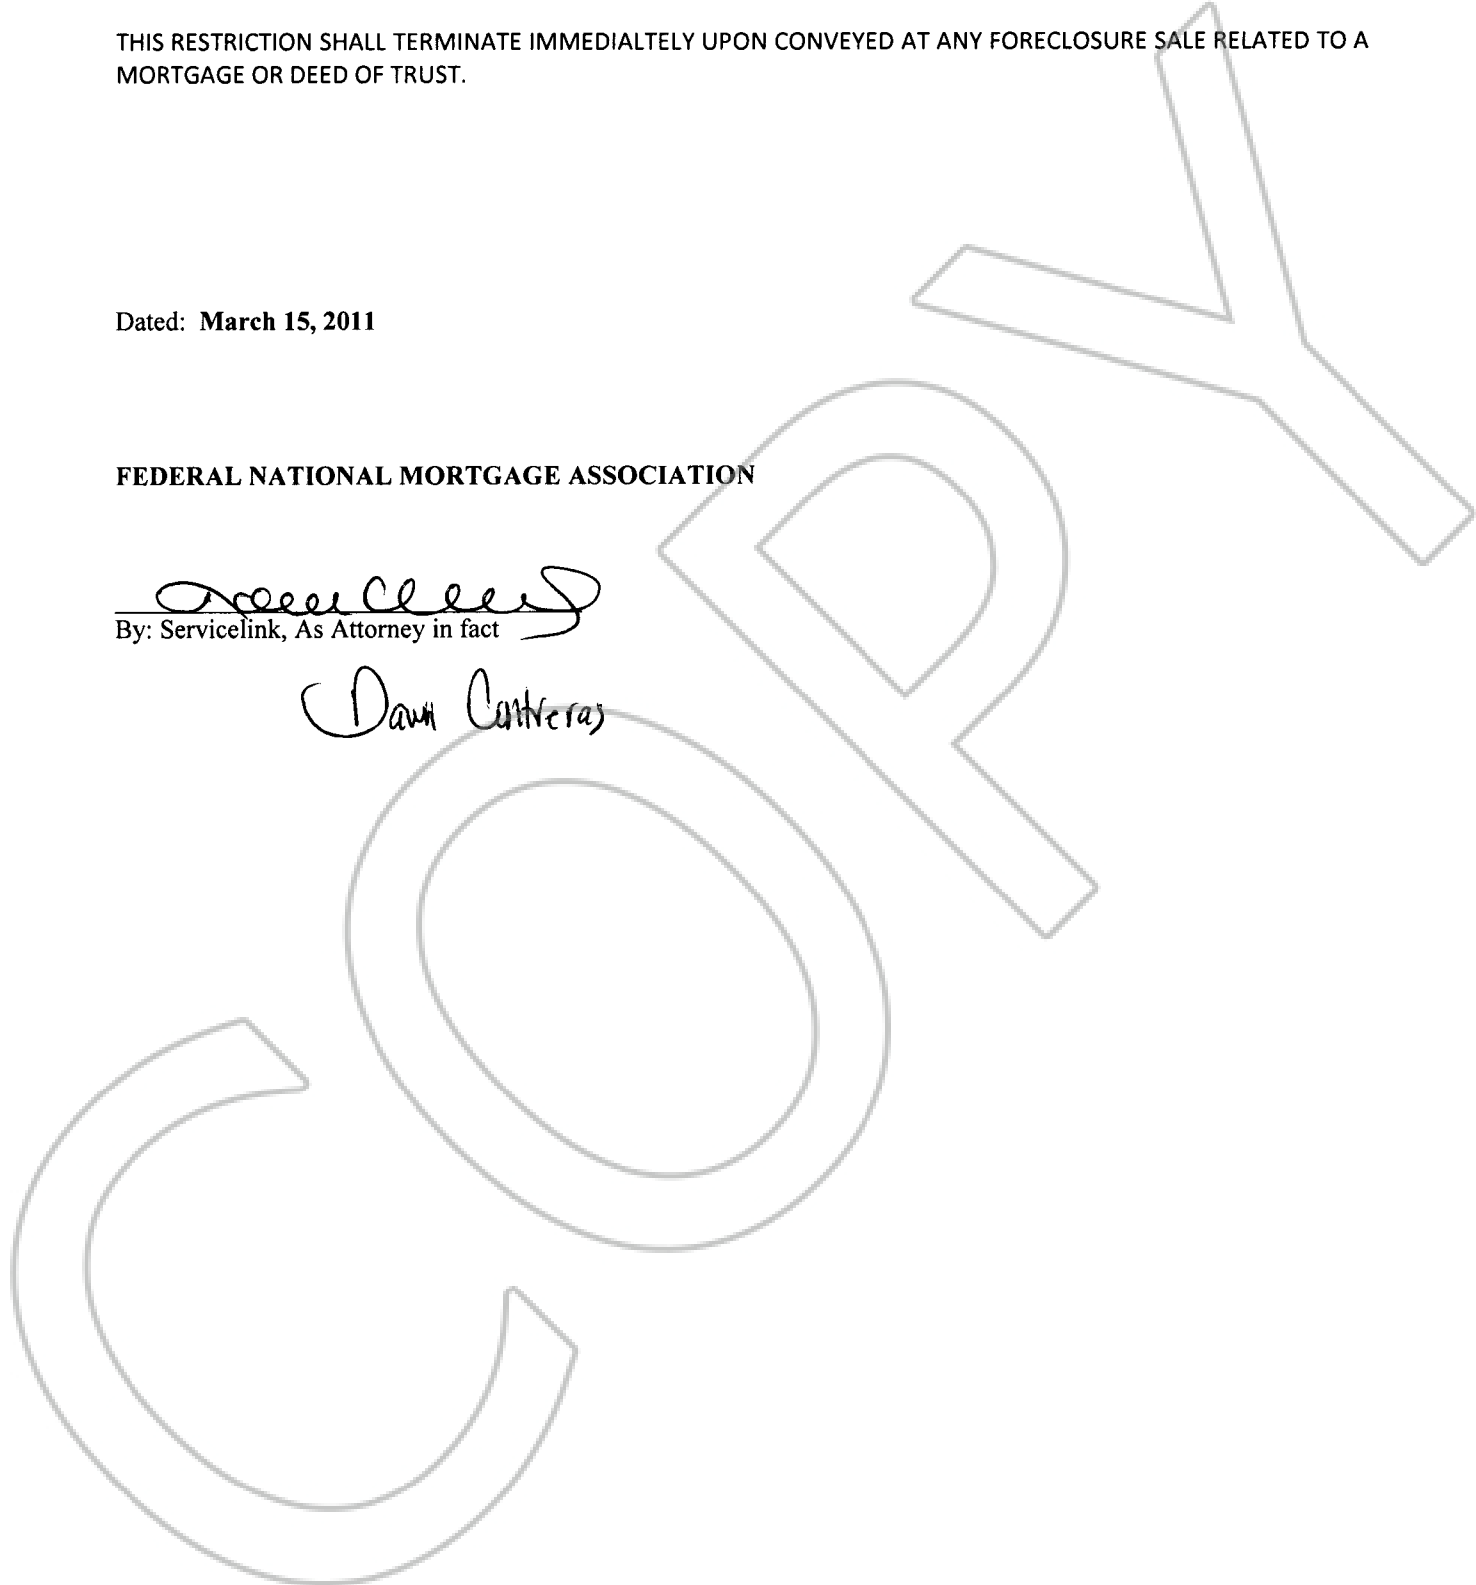 THIS RESTRICTION SHALL TERMINATE IMMEDIALTELY UPON CONVEYED AT ANY FORECLOSURE SALE RELATED TO A
MORTGAGE OR DEED OF TRUST.
Dated: March 15, 2011
FEDERAL NATIONAL MORTGAGE ASSOCIATION
By: Servicelink, As Attorney in fact
Dawn Contreras
COPY